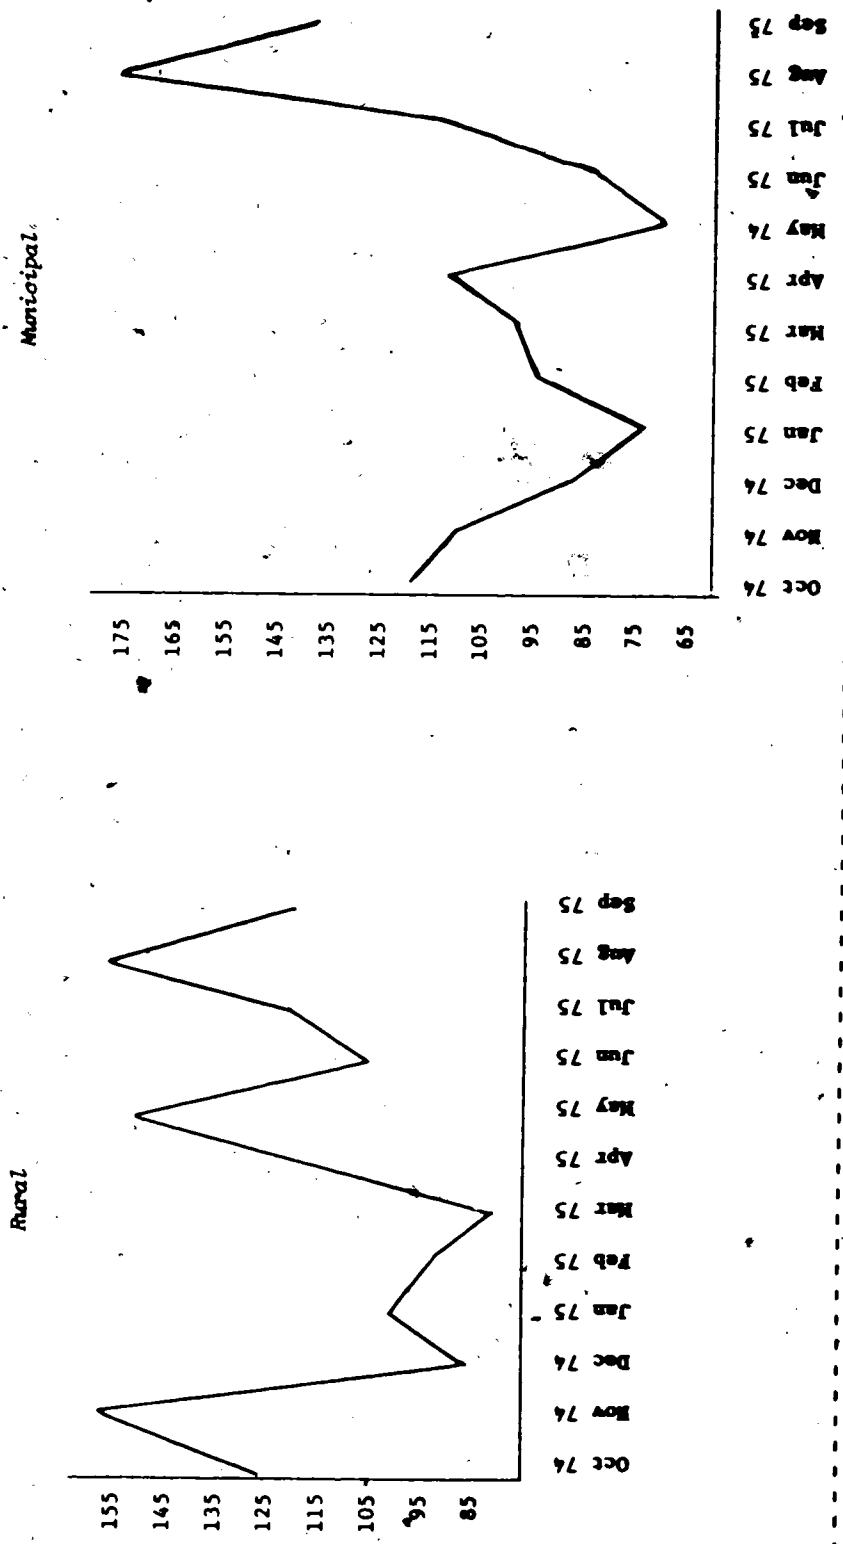 Rural
155
145
135
125
115
105
95
85
Oct 74
Nov 74
Dec 74
Jan 75
Feb 75
Mar 75
Apr 75
May 75
Jun 75
Jul 75
Aug 75
Sep 75
Municipal
175
165
155
145
135
125
115
105
95
85
75
65
Oct 74
Nov 74
Dec 74
Jan 75
Feb 75
Mar 75
Apr 75
May 74
Jun 75
Jul 75
Aug 75
Sep 75